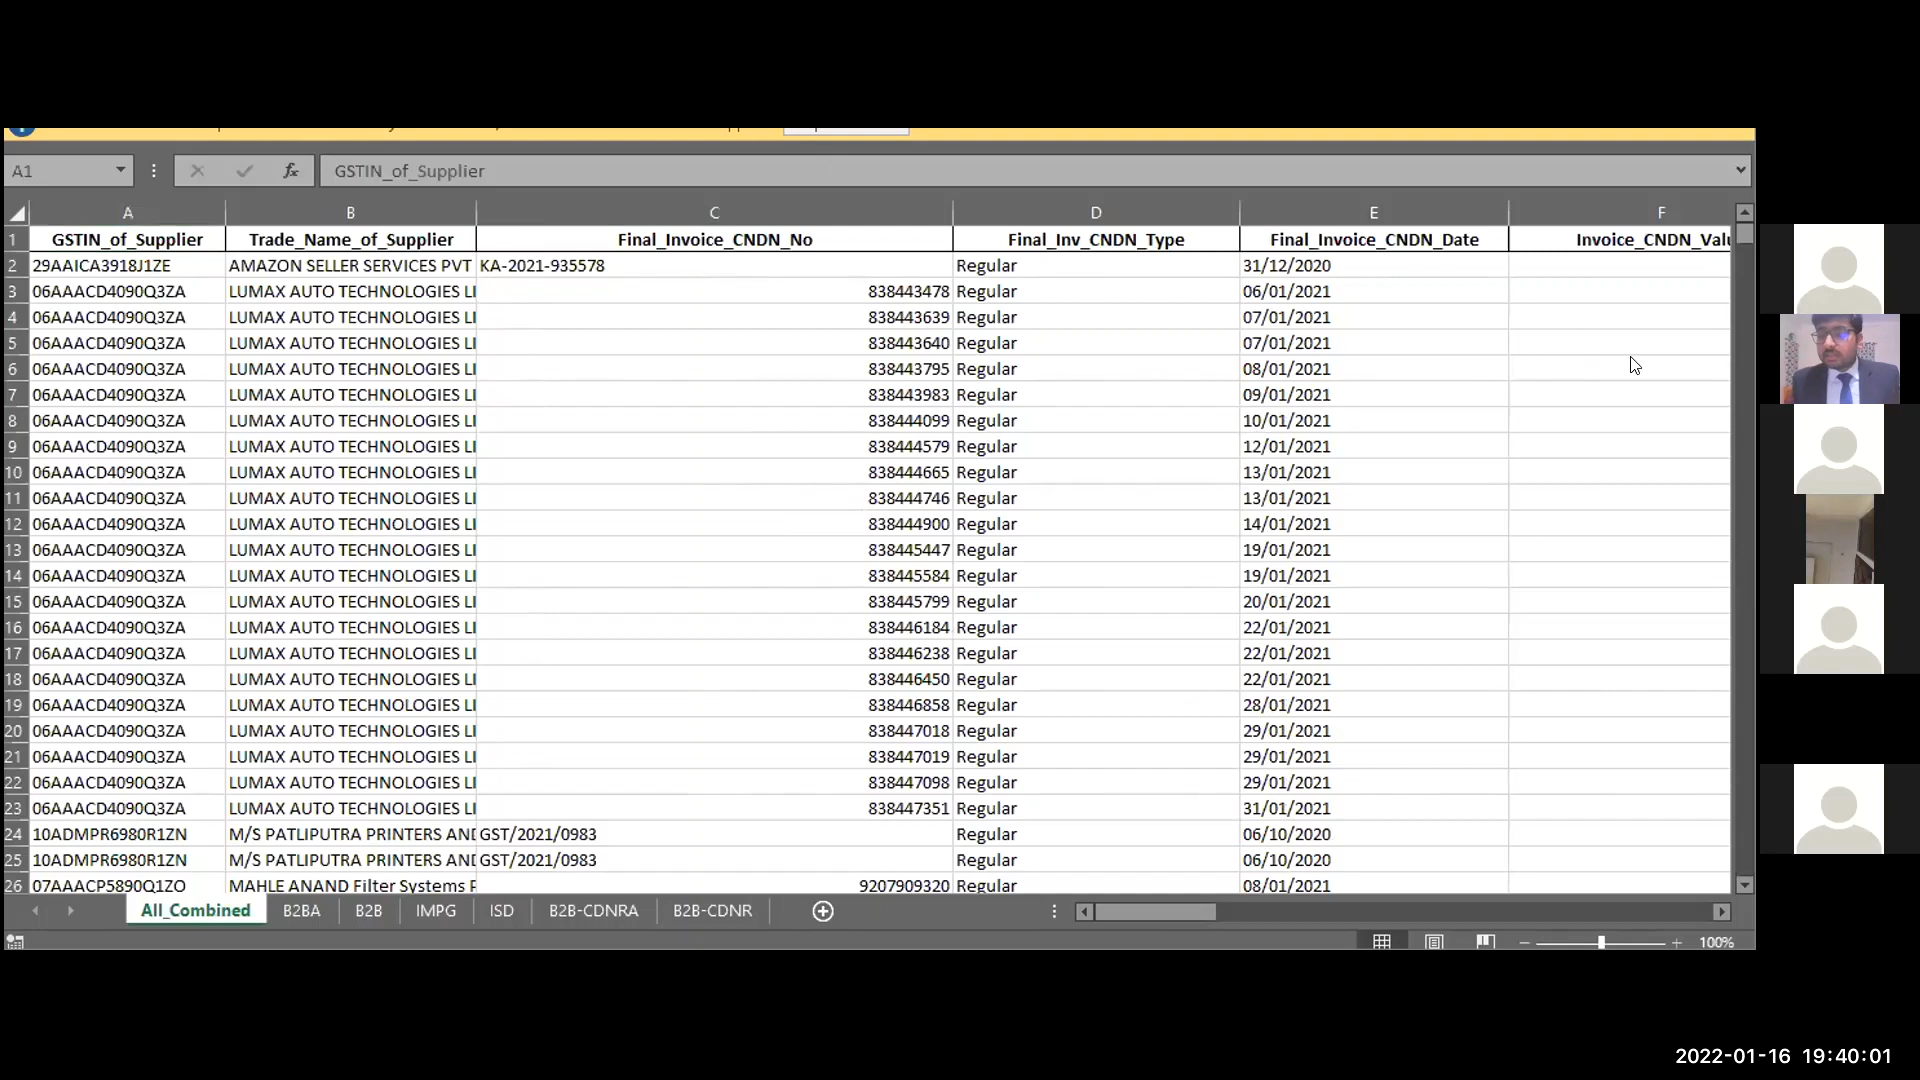 A1 fx GSTIN_of_Supplier
A B C D E F
1 GSTIN_of_Supplier Trade_Name_of_Supplier Final_Invoice_CNDN_No Final_Inv_CNDN_Type Final_Invoice_CNDN_Date Invoice_CNDN_Valu
2 29AAICA3918J1ZE AMAZON SELLER SERVICES PVT KA-2021-935578 Regular 31/12/2020
3 06AAACD4090Q3ZA LUMAX AUTO TECHNOLOGIES LI 838443478 Regular 06/01/2021
4 06AAACD4090Q3ZA LUMAX AUTO TECHNOLOGIES LI 838443639 Regular 07/01/2021
5 06AAACD4090Q3ZA LUMAX AUTO TECHNOLOGIES LI 838443640 Regular 07/01/2021
6 06AAACD4090Q3ZA LUMAX AUTO TECHNOLOGIES LI 838443795 Regular 08/01/2021
7 06AAACD4090Q3ZA LUMAX AUTO TECHNOLOGIES LI 838443983 Regular 09/01/2021
8 06AAACD4090Q3ZA LUMAX AUTO TECHNOLOGIES LI 838444099 Regular 10/01/2021
9 06AAACD4090Q3ZA LUMAX AUTO TECHNOLOGIES LI 838444579 Regular 12/01/2021
10 06AAACD4090Q3ZA LUMAX AUTO TECHNOLOGIES LI 838444665 Regular 13/01/2021
11 06AAACD4090Q3ZA LUMAX AUTO TECHNOLOGIES LI 838444746 Regular 13/01/2021
12 06AAACD4090Q3ZA LUMAX AUTO TECHNOLOGIES LI 838444900 Regular 14/01/2021
13 06AAACD4090Q3ZA LUMAX AUTO TECHNOLOGIES LI 838445447 Regular 19/01/2021
14 06AAACD4090Q3ZA LUMAX AUTO TECHNOLOGIES LI 838445584 Regular 19/01/2021
15 06AAACD4090Q3ZA LUMAX AUTO TECHNOLOGIES LI 838445799 Regular 20/01/2021
16 06AAACD4090Q3ZA LUMAX AUTO TECHNOLOGIES LI 838446184 Regular 22/01/2021
17 06AAACD4090Q3ZA LUMAX AUTO TECHNOLOGIES LI 838446238 Regular 22/01/2021
18 06AAACD4090Q3ZA LUMAX AUTO TECHNOLOGIES LI 838446450 Regular 22/01/2021
19 06AAACD4090Q3ZA LUMAX AUTO TECHNOLOGIES LI 838446858 Regular 28/01/2021
20 06AAACD4090Q3ZA LUMAX AUTO TECHNOLOGIES LI 838447018 Regular 29/01/2021
21 06AAACD4090Q3ZA LUMAX AUTO TECHNOLOGIES LI 838447019 Regular 29/01/2021
22 06AAACD4090Q3ZA LUMAX AUTO TECHNOLOGIES LI 838447098 Regular 29/01/2021
23 06AAACD4090Q3ZA LUMAX AUTO TECHNOLOGIES LI 838447351 Regular 31/01/2021
24 10ADMPR6980R1ZN M/S PATLIPUTRA PRINTERS AND GST/2021/0983 Regular 06/10/2020
25 10ADMPR6980R1ZN M/S PATLIPUTRA PRINTERS AND GST/2021/0983 Regular 06/10/2020
26 07AAACP5890Q1ZO MAHLE ANAND Filter Systems P 9207909320 Regular 08/01/2021
All_Combined B2BA B2B IMPG ISD B2B-CDNRA B2B-CDNR
100%
2022-01-16 19:40:01